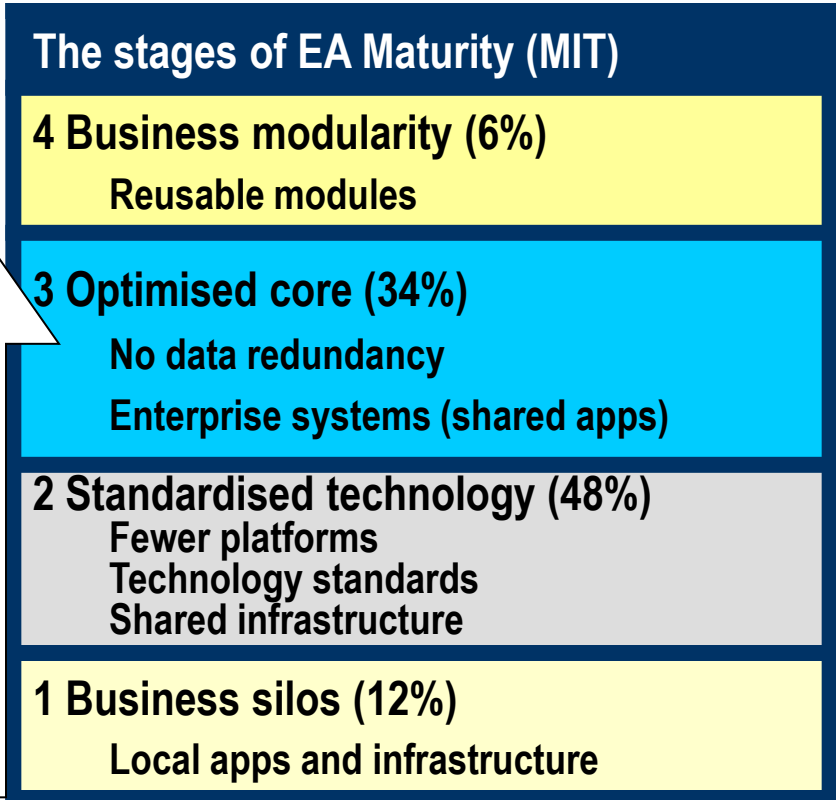 The stages of EA Maturity (MIT)
4 Business modularity (6%)
Reusable modules
3 Optimised core (34%)
No data redundancy
Enterprise systems (shared apps)
2 Standardised technology (48%)
Fewer platforms
Technology standards
Shared infrastructure
1 Business silos (12%)
Local apps and infrastructure